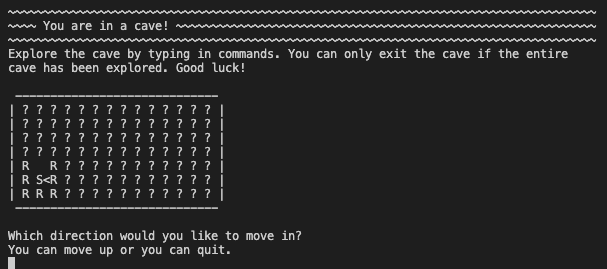 ~~~~~~~~~~~~~~~~~~~~~~~~~~~~~~~~~~~~~~~~~~~~~~~~~~~~~~~~~~~~~~~~~~~~~~~~~~~~~~~~~~~~
~~~~ You are in a cave! ~~~~~~~~~~~~~~~~~~~~~~~~~~~~~~~~~~~~~~~~~~~~~~~~~~~~~~~~~~~~
~~~~~~~~~~~~~~~~~~~~~~~~~~~~~~~~~~~~~~~~~~~~~~~~~~~~~~~~~~~~~~~~~~~~~~~~~~~~~~~~~~~~
Explore the cave by typing in commands. You can only exit the cave if the entire
cave has been explored. Good luck!
 -----------------------------
| ? ? ? ? ? ? ? ? ? ? ? ? ? ? |
| ? ? ? ? ? ? ? ? ? ? ? ? ? ? |
| ? ? ? ? ? ? ? ? ? ? ? ? ? ? |
| ? ? ? ? ? ? ? ? ? ? ? ? ? ? |
| R   R ? ? ? ? ? ? ? ? ? ? ? |
| R S<R ? ? ? ? ? ? ? ? ? ? ? |
| R R R ? ? ? ? ? ? ? ? ? ? ? |
 -----------------------------
Which direction would you like to move in?
You can move up or you can quit.